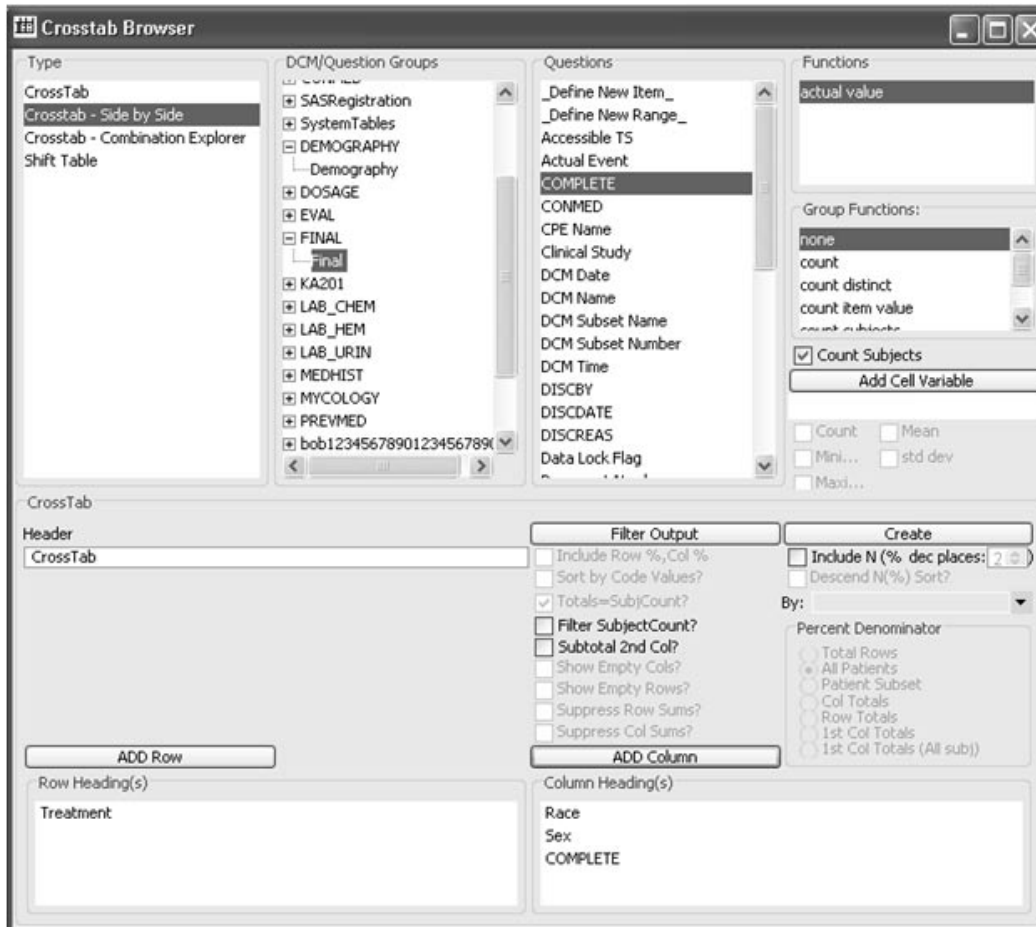 Crosstab Browser
Type
CrossTab
Crosstab - Side by Side
Crosstab - Combination Explorer
Shift Table
DCM/Question Groups
CONMED
SASRegistration
SystemTables
DEMOGRAPHY
Demography
DOSAGE
EVAL
FINAL
Final
KA201
LAB_CHEM
LAB_HEM
LAB_URIN
MEDHIST
MYCOLOGY
PREVMED
bob1234567890123456789(
Questions
_Define New Item_
_Define New Range_
Accessible TS
Actual Event
COMPLETE
CONMED
CPE Name
Clinical Study
DCM Date
DCM Name
DCM Subset Name
DCM Subset Number
DCM Time
DISCBY
DISCDATE
DISCREAS
Data Lock Flag
Functions
actual value
Group Functions:
none
count
count distinct
count item value
count subjects
Count Subjects
Add Cell Variable
Count Mean
Mini... std dev
Maxi...
CrossTab
Header
CrossTab
Filter Output
Include Row %,Col %
Sort by Code Values?
Totals=SubjCount?
Filter SubjectCount?
Subtotal 2nd Col?
Show Empty Cols?
Show Empty Rows?
Suppress Row Sums?
Suppress Col Sums?
Create
Include N (% dec places: 2 )
Descend N(%) Sort?
By:
Percent Denominator
Total Rows
All Patients
Patient Subset
Col Totals
Row Totals
1st Col Totals
1st Col Totals (All subj)
ADD Row
ADD Column
Row Heading(s)
Treatment
Column Heading(s)
Race
Sex
COMPLETE